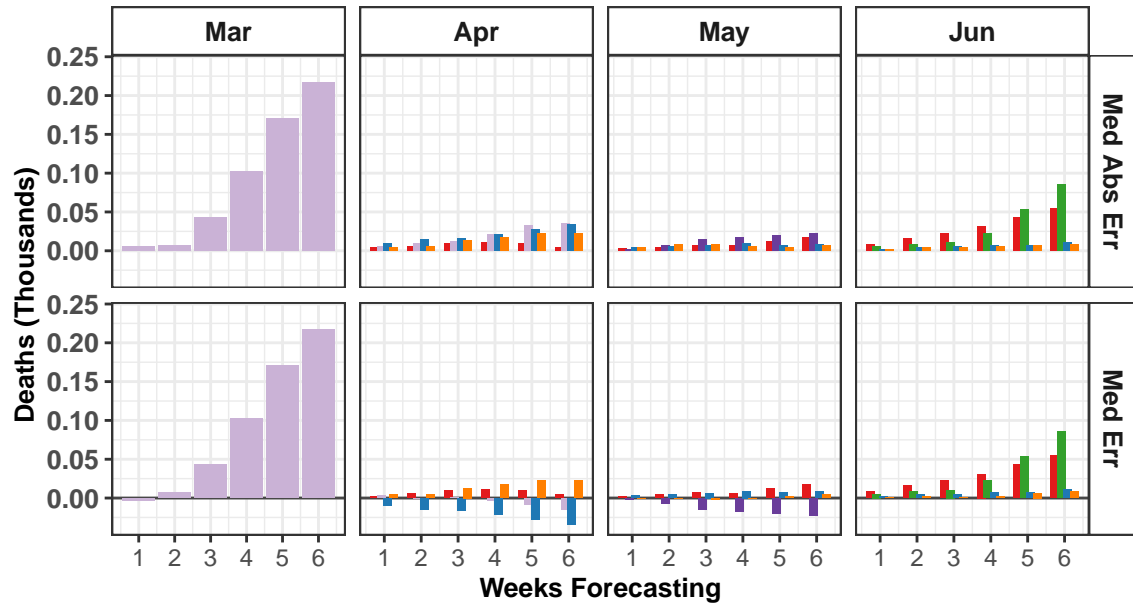 Mar Apr May Jun
0.25
0.20
0.15
0.10
0.05
0.00
Med Abs Err
0.25
0.20
0.15
0.10
0.05
0.00
Med Err
Deaths (Thousands)
1 2 3 4 5 6 1 2 3 4 5 6 1 2 3 4 5 6 1 2 3 4 5 6
Weeks Forecasting